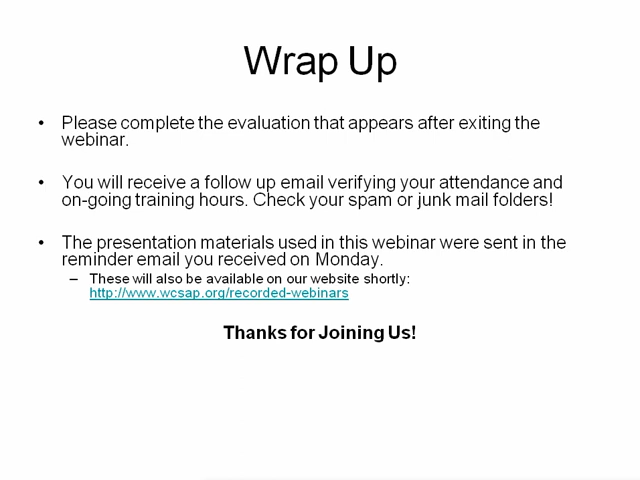 Wrap Up
• Please complete the evaluation that appears after exiting the
webinar.
• You will receive a follow up email verifying your attendance and
on-going training hours. Check your spam or junk mail folders!
• The presentation materials used in this webinar were sent in the
reminder email you received on Monday.
– These will also be available on our website shortly:
http://www.wcsap.org/recorded-webinars
Thanks for Joining Us!